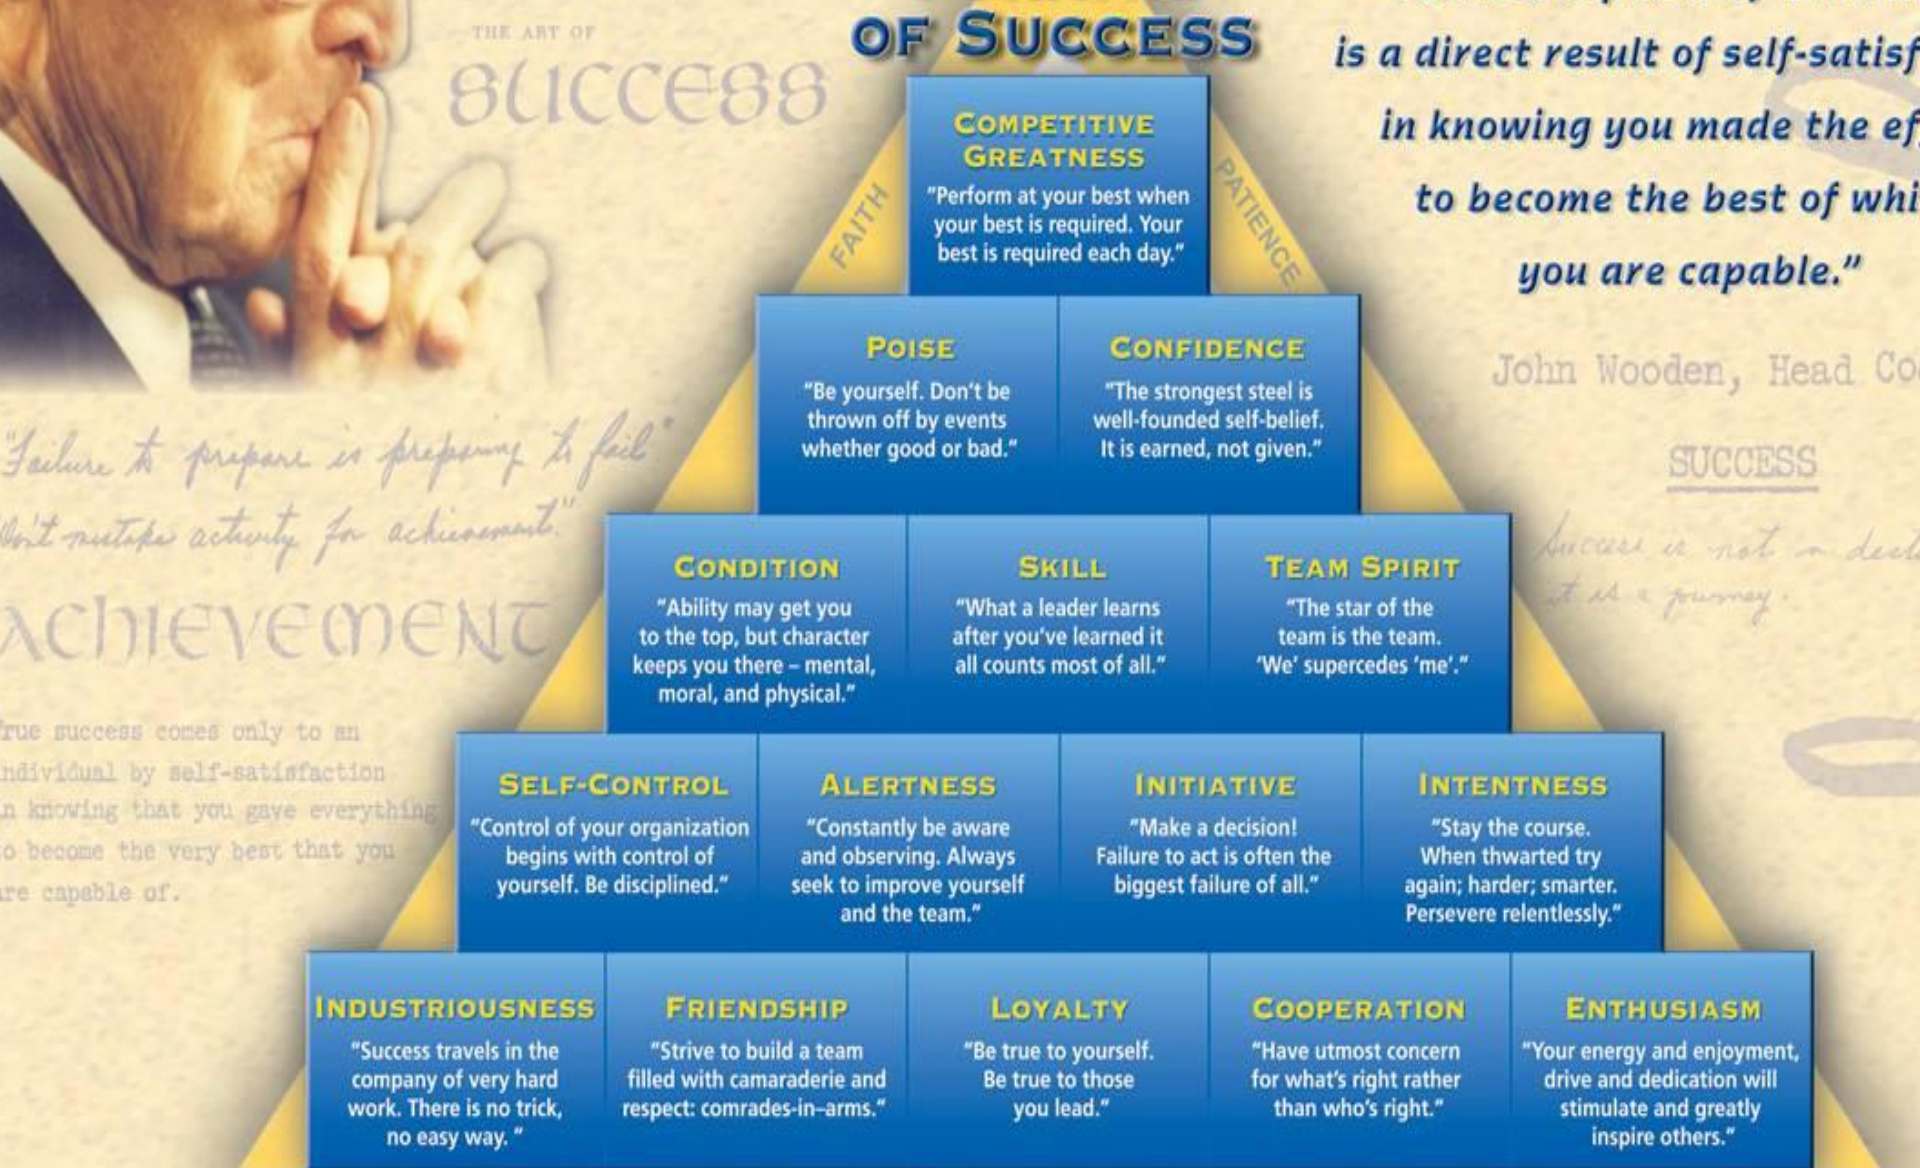 THE ART OF
SUCCESS
OF SUCCESS
is a direct result of self-satisf
in knowing you made the ef
to become the best of whi
you are capable."
John Wooden, Head Co
SUCCESS
Success is not a
it is a journey.
"Failure to prepare is preparing to fail"
Don't mistake activity for achievement."
ACHIEVEMENT
rue success comes only to an
ndividual by self-satisfaction
n knowing that you gave everything
o become the very best that you
re capable of.
FAITH
PATIENCE
COMPETITIVE
GREATNESS
"Perform at your best when
your best is required. Your
best is required each day."
POISE
"Be yourself. Don't be
thrown off by events
whether good or bad."
CONFIDENCE
"The strongest steel is
well-founded self-belief.
It is earned, not given."
CONDITION
"Ability may get you
to the top, but character
keeps you there – mental,
moral, and physical."
SKILL
"What a leader learns
after you've learned it
all counts most of all."
TEAM SPIRIT
"The star of the
team is the team.
'We' supercedes 'me'."
SELF-CONTROL
"Control of your organization
begins with control of
yourself. Be disciplined."
ALERTNESS
"Constantly be aware
and observing. Always
seek to improve yourself
and the team."
INITIATIVE
"Make a decision!
Failure to act is often the
biggest failure of all."
INTENTNESS
"Stay the course.
When thwarted try
again; harder; smarter.
Persevere relentlessly."
INDUSTRIOUSNESS
"Success travels in the
company of very hard
work. There is no trick,
no easy way. "
FRIENDSHIP
"Strive to build a team
filled with camaraderie and
respect: comrades-in–arms."
LOYALTY
"Be true to yourself.
Be true to those
you lead."
COOPERATION
"Have utmost concern
for what's right rather
than who's right."
ENTHUSIASM
"Your energy and enjoyment,
drive and dedication will
stimulate and greatly
inspire others."